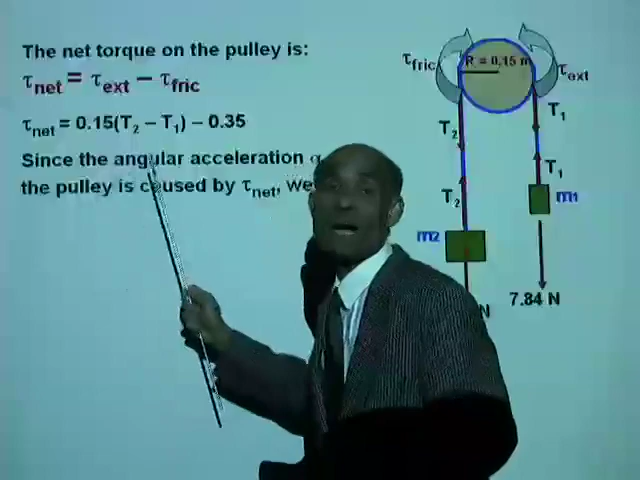 The net torque on the pulley is:
τnet = τext − τfric
τnet = 0.15(T2 − T1) − 0.35
Since the angular acceleration
the pulley is caused by τnet, we
τfric
R = 0.15 m
τext
T2
T1
T2
T1
m1
m2
7.84 N
N